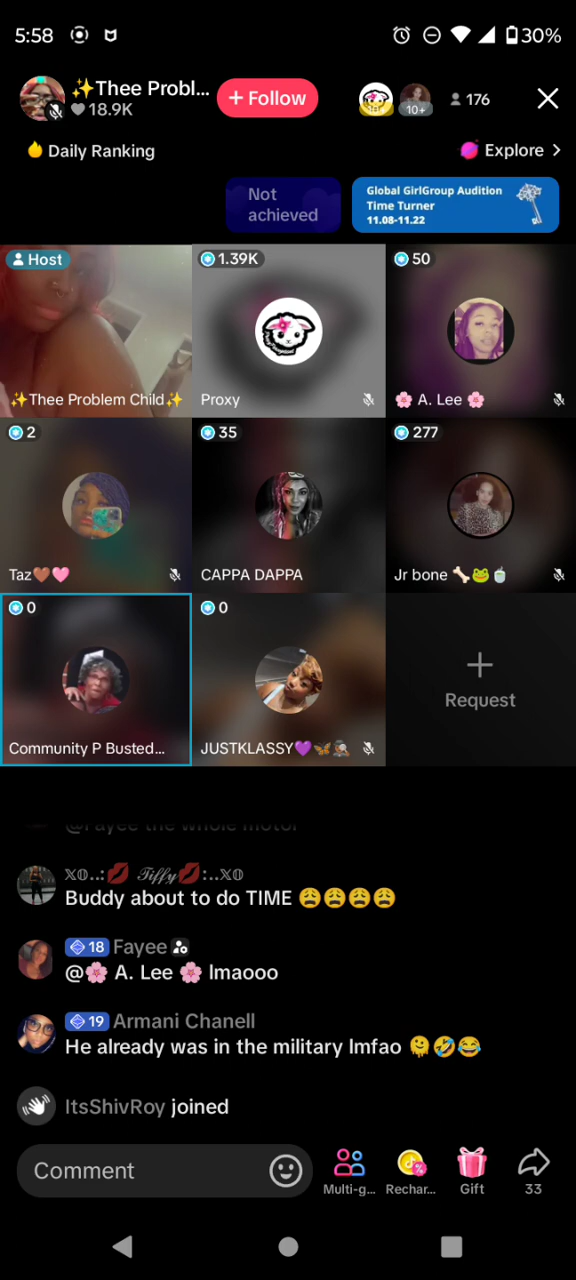 5:58
30%
✨Thee Probl...
18.9K
+ Follow
10+
176
Daily Ranking
Explore >
Not
achieved
Global GirlGroup Audition
Time Turner
11.08-11.22
Host
✨Thee Problem Child✨
1.39K
Proxy
50
🌸 A. Lee 🌸
2
Taz🤎🩷
35
CAPPA DAPPA
277
Jr bone 🦴🐸🍵
0
Community P Busted...
0
JUSTKLASSY💜🦋🕵🏽‍♀️
+
Request
@Fayee the whole motor
𝕏𝕆..:💋 𝒯𝒾𝒻𝒻𝓎💋:..𝕏𝕆
Buddy about to do TIME 😩😩😩😩
18 Fayee
@🌸 A. Lee 🌸 lmaooo
19 Armani Chanell
He already was in the military lmfao 🫠🤣😂
ItsShivRoy joined
Comment
Multi-g...
Rechar...
Gift
33